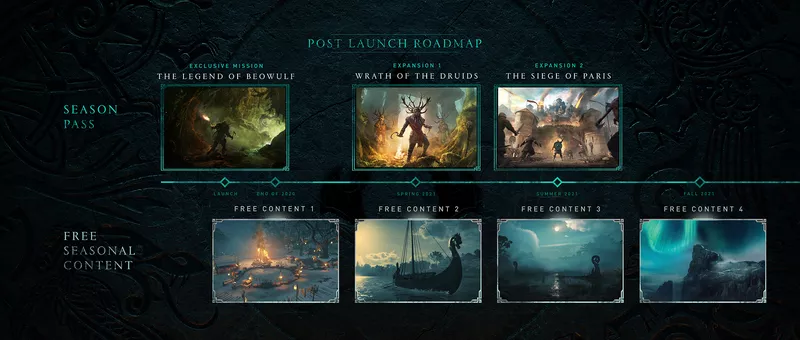 POST LAUNCH ROADMAP
EXCLUSIVE MISSION
THE LEGEND OF BEOWULF
EXPANSION 1
WRATH OF THE DRUIDS
EXPANSION 2
THE SIEGE OF PARIS
SEASON
PASS
LAUNCH
END OF 2020
SPRING 2021
SUMMER 2021
FALL 2021
FREE CONTENT 1
FREE CONTENT 2
FREE CONTENT 3
FREE CONTENT 4
FREE
SEASONAL
CONTENT